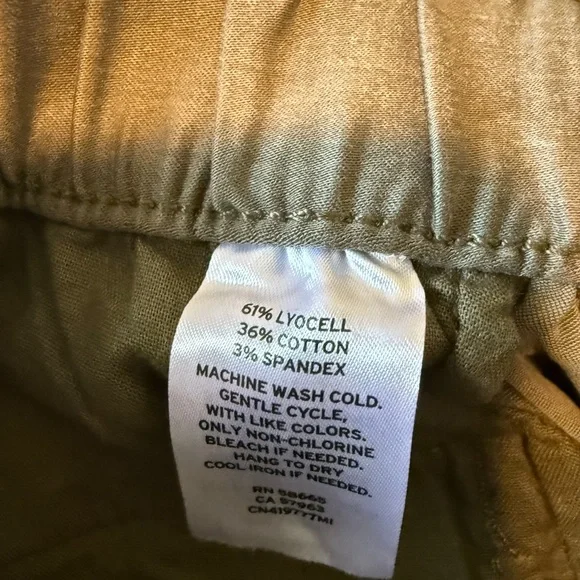 61% LYOCELL
36% COTTON
3% SPANDEX
MACHINE WASH COLD.
GENTLE CYCLE,
WITH LIKE COLORS.
ONLY NON-CHLORINE
BLEACH IF NEEDED.
HANG TO DRY
COOL IRON IF NEEDED.
RN 58665
CA 57963
CN419777MI